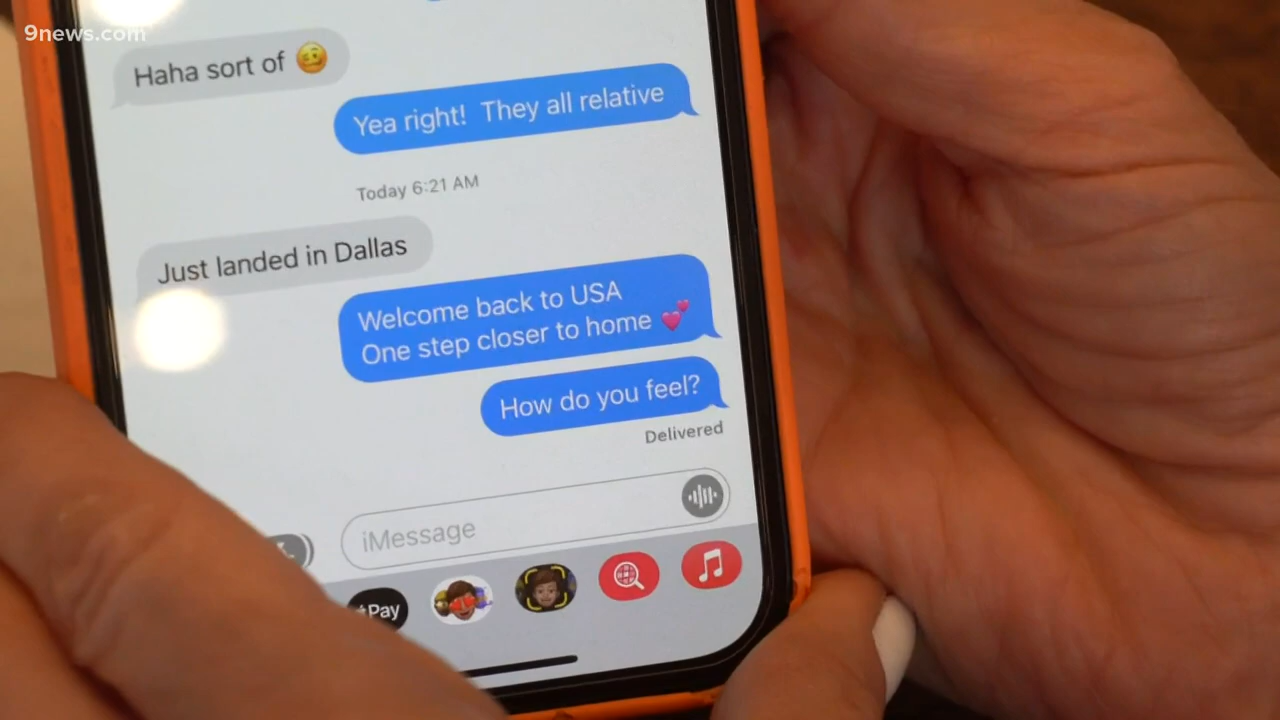 9news.com
Haha sort of 🥴
Yea right!  They all relative
Today 6:21 AM
Just landed in Dallas
Welcome back to USA
One step closer to home 💕
How do you feel?
Delivered
iMessage
Pay